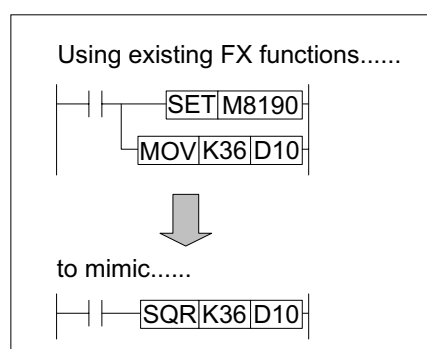 Using existing FX functions......
SET M8190
MOV K36 D10
to mimic......
SQR K36 D10